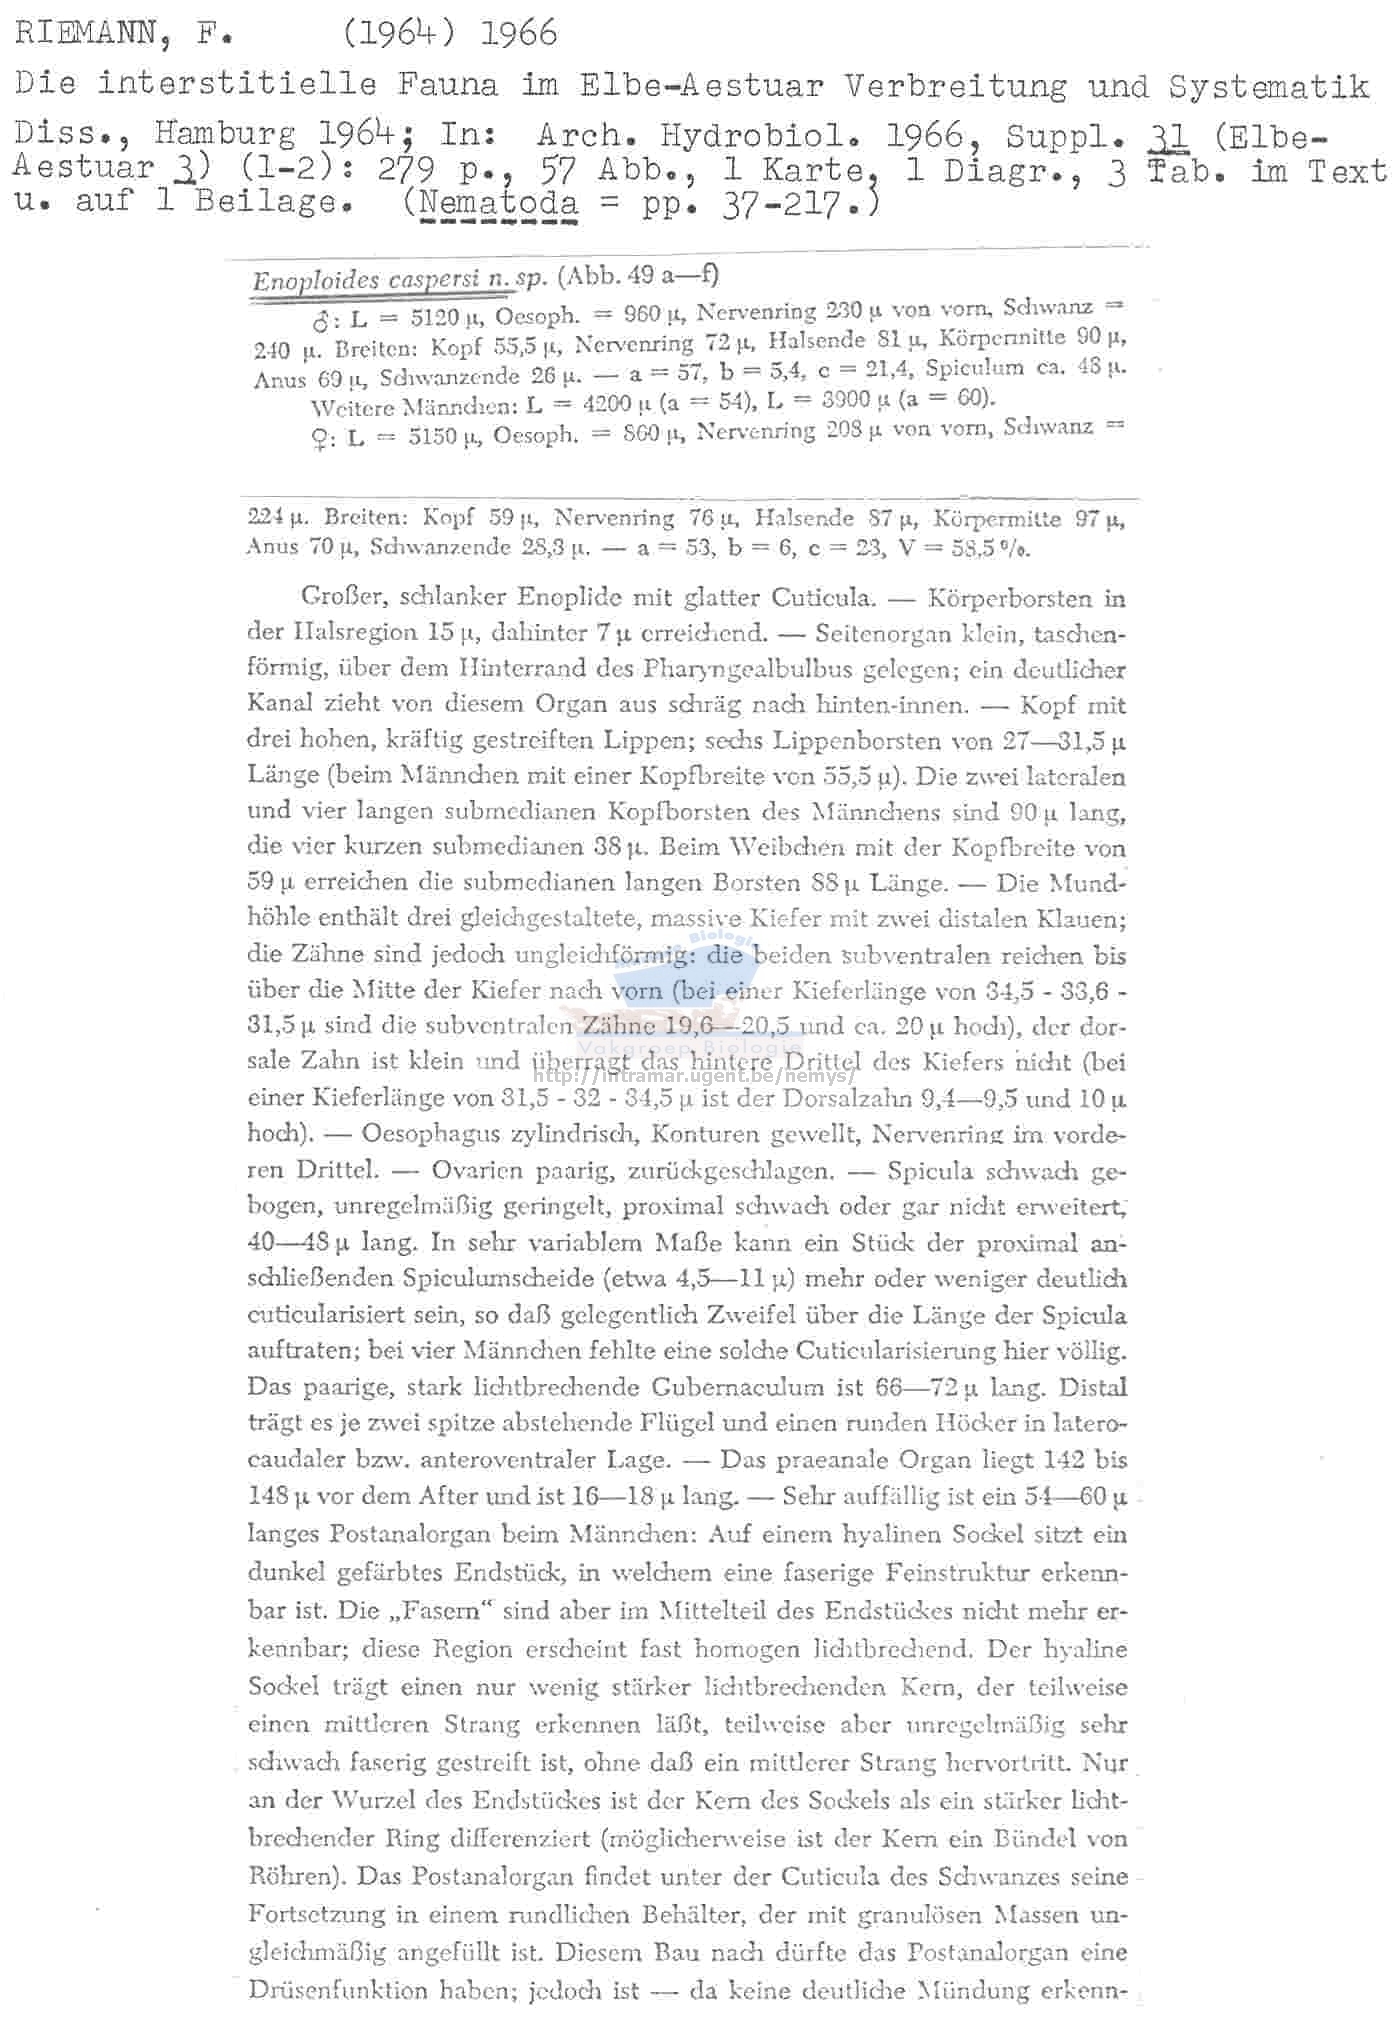 RIEMANN, F. (1964) 1966
Die interstitielle Fauna im Elbe-Aestuar Verbreitung und Systematik
Diss., Hamburg 1964; In: Arch. Hydrobiol. 1966, Suppl. 31 (Elbe-
Aestuar 3) (1-2): 279 p., 57 Abb., 1 Karte, 1 Diagr., 3 Tab. im Text
u. auf 1 Beilage. (Nematoda = pp. 37-217.)
Enoploides caspersi n. sp. (Abb. 49 a—f)
♂: L = 5120 µ, Oesoph. = 960 µ, Nervenring 230 µ von vorn, Schwanz =
240 µ. Breiten: Kopf 55,5 µ, Nervenring 72 µ, Halsende 81 µ, Körpermitte 90 µ,
Anus 69 µ, Schwanzende 26 µ. — a = 57, b = 5,4, c = 21,4, Spiculum ca. 48 µ.
Weitere Männchen: L = 4200 µ (a = 54), L = 3900 µ (a = 60).
♀: L = 5150 µ, Oesoph. = 860 µ, Nervenring 208 µ von vorn, Schwanz =
224 µ. Breiten: Kopf 59 µ, Nervenring 76 µ, Halsende 87 µ, Körpermitte 97 µ,
Anus 70 µ, Schwanzende 28,3 µ. — a = 53, b = 6, c = 23, V = 58,5 %.
Großer, schlanker Enoplide mit glatter Cuticula. — Körperborsten in
der Halsregion 15 µ, dahinter 7 µ erreichend. — Seitenorgan klein, taschen-
förmig, über dem Hinterrand des Pharyngealbulbus gelegen; ein deutlicher
Kanal zieht von diesem Organ aus schräg nach hinten-innen. — Kopf mit
drei hohen, kräftig gestreiften Lippen; sechs Lippenborsten von 27—31,5 µ
Länge (beim Männchen mit einer Kopfbreite von 55,5 µ). Die zwei lateralen
und vier langen submedianen Kopfborsten des Männchens sind 90 µ lang,
die vier kurzen submedianen 38 µ. Beim Weibchen mit der Kopfbreite von
59 µ erreichen die submedianen langen Borsten 88 µ Länge. — Die Mund-
höhle enthält drei gleichgestaltete, massive Kiefer mit zwei distalen Klauen;
die Zähne sind jedoch ungleichförmig: die beiden subventralen reichen bis
über die Mitte der Kiefer nach vorn (bei einer Kieferlänge von 34,5 - 33,6 -
31,5 µ sind die subventralen Zähne 19,6—20,5 und ca. 20 µ hoch), der dor-
sale Zahn ist klein und überragt das hintere Drittel des Kiefers nicht (bei
einer Kieferlänge von 31,5 - 32 - 34,5 µ ist der Dorsalzahn 9,4—9,5 und 10 µ
hoch). — Oesophagus zylindrisch, Konturen gewellt, Nervenring im vorde-
ren Drittel. — Ovarien paarig, zurückgeschlagen. — Spicula schwach ge-
bogen, unregelmäßig geringelt, proximal schwach oder gar nicht erweitert,
40—48 µ lang. In sehr variablem Maße kann ein Stück der proximal an-
schließenden Spiculumscheide (etwa 4,5—11 µ) mehr oder weniger deutlich
cuticularisiert sein, so daß gelegentlich Zweifel über die Länge der Spicula
auftraten; bei vier Männchen fehlte eine solche Cuticularisierung hier völlig.
Das paarige, stark lichtbrechende Gubernaculum ist 66—72 µ lang. Distal
trägt es je zwei spitze abstehende Flügel und einen runden Höcker in latero-
caudaler bzw. anteroventraler Lage. — Das praeanale Organ liegt 142 bis
148 µ vor dem After und ist 16—18 µ lang. — Sehr auffällig ist ein 54—60 µ
langes Postanalorgan beim Männchen: Auf einem hyalinen Sockel sitzt ein
dunkel gefärbtes Endstück, in welchem eine faserige Feinstruktur erkenn-
bar ist. Die „Fasern“ sind aber im Mittelteil des Endstückes nicht mehr er-
kennbar; diese Region erscheint fast homogen lichtbrechend. Der hyaline
Sockel trägt einen nur wenig stärker lichtbrechenden Kern, der teilweise
einen mittleren Strang erkennen läßt, teilweise aber unregelmäßig sehr
schwach faserig gestreift ist, ohne daß ein mittlerer Strang hervortritt. Nur
an der Wurzel des Endstückes ist der Kern des Sockels als ein stärker licht-
brechender Ring differenziert (möglicherweise ist der Kern ein Bündel von
Röhren). Das Postanalorgan findet unter der Cuticula des Schwanzes seine
Fortsetzung in einem rundlichen Behälter, der mit granulösen Massen un-
gleichmäßig angefüllt ist. Diesem Bau nach dürfte das Postanalorgan eine
Drüsenfunktion haben; jedoch ist — da keine deutliche Mündung erkenn-
Biologie
Vakgroep Biologie
http://intramar.ugent.be/nemys/